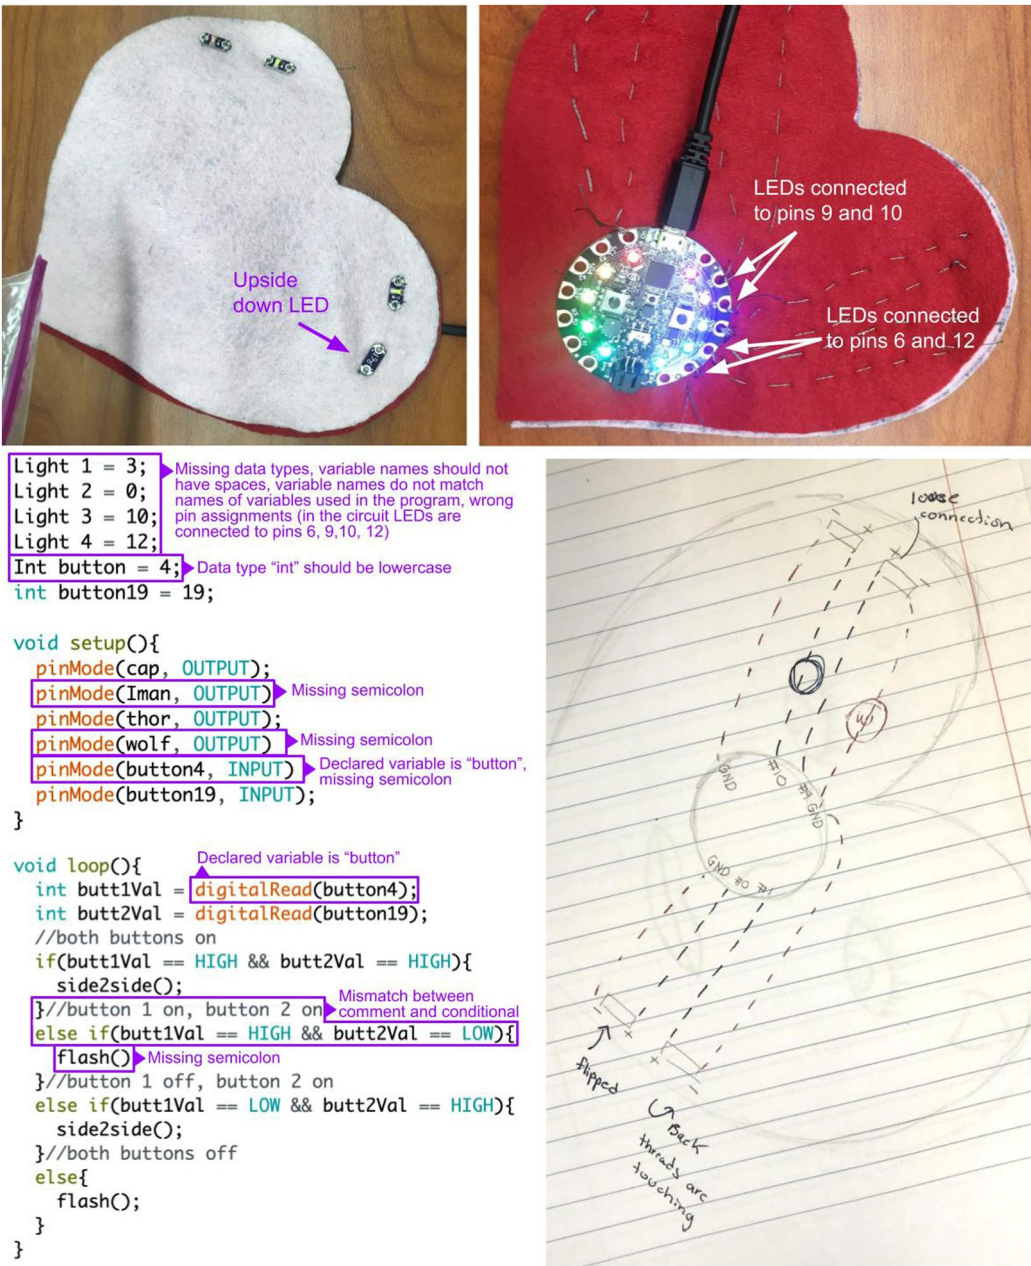 Upside
down LED
LEDs connected
to pins 9 and 10
LEDs connected
to pins 6 and 12
Light 1 = 3;
Light 2 = 0;
Light 3 = 10;
Light 4 = 12;
Missing data types, variable names should not
have spaces, variable names do not match
names of variables used in the program, wrong
pin assignments (in the circuit LEDs are
connected to pins 6, 9,10, 12)
Int button = 4;
Data type “int” should be lowercase
int button19 = 19;
void setup(){
pinMode(cap, OUTPUT);
pinMode(Iman, OUTPUT)
Missing semicolon
pinMode(thor, OUTPUT);
pinMode(wolf, OUTPUT)
Missing semicolon
pinMode(button4, INPUT)
Declared variable is “button”,
missing semicolon
pinMode(button19, INPUT);
}
void loop(){
Declared variable is “button”
int butt1Val = digitalRead(button4);
int butt2Val = digitalRead(button19);
//both buttons on
if(butt1Val == HIGH && butt2Val == HIGH){
side2side();
}//button 1 on, button 2 on
Mismatch between
comment and conditional
else if(butt1Val == HIGH && butt2Val == LOW){
flash()
Missing semicolon
}//button 1 off, button 2 on
else if(butt1Val == LOW && butt2Val == HIGH){
side2side();
}//both buttons off
else{
flash();
}
}
loose
connection
+
+
-
-
GND
#10
#9
GND
GND
-
+
+
-
flipped
Back
threads are
touching